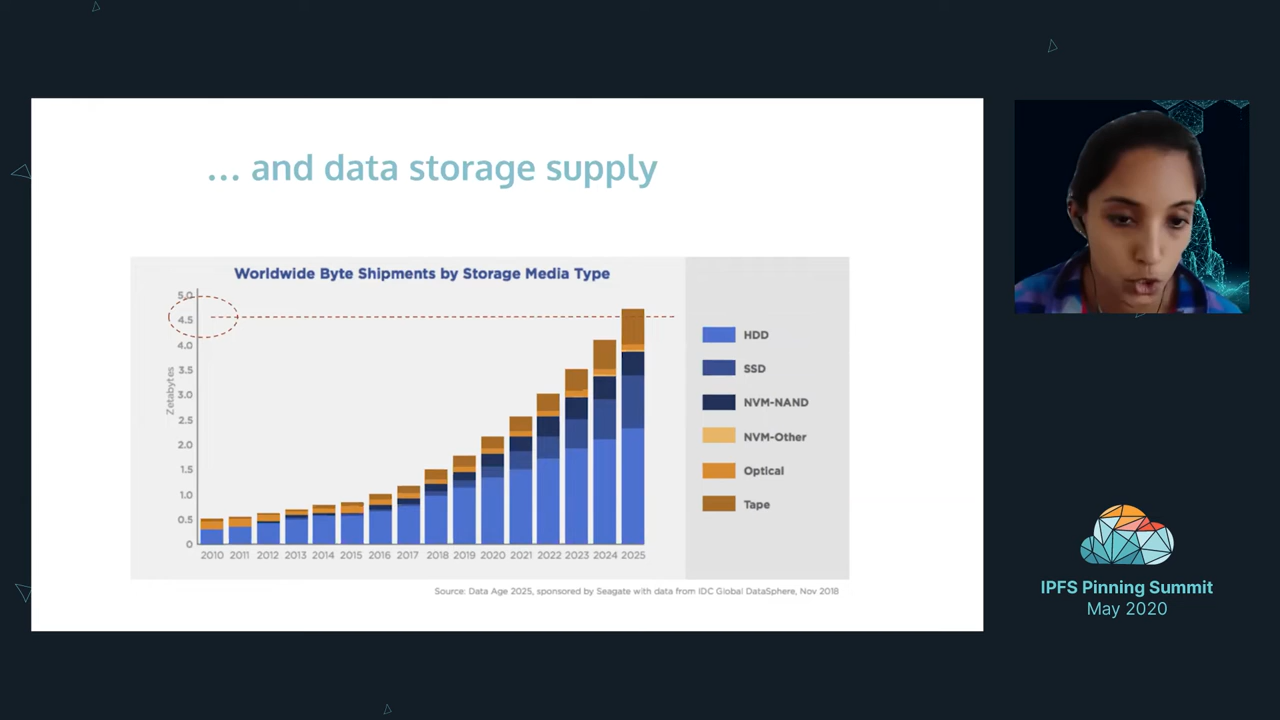 ... and data storage supply
Worldwide Byte Shipments by Storage Media Type
5.0
4.5
4.0
3.5
3.0
2.5
2.0
1.5
1.0
0.5
0
Zetabytes
2010 2011 2012 2013 2014 2015 2016 2017 2018 2019 2020 2021 2022 2023 2024 2025
HDD
SSD
NVM-NAND
NVM-Other
Optical
Tape
Source: Data Age 2025, sponsored by Seagate with data from IDC Global DataSphere, Nov 2018
IPFS Pinning Summit
May 2020